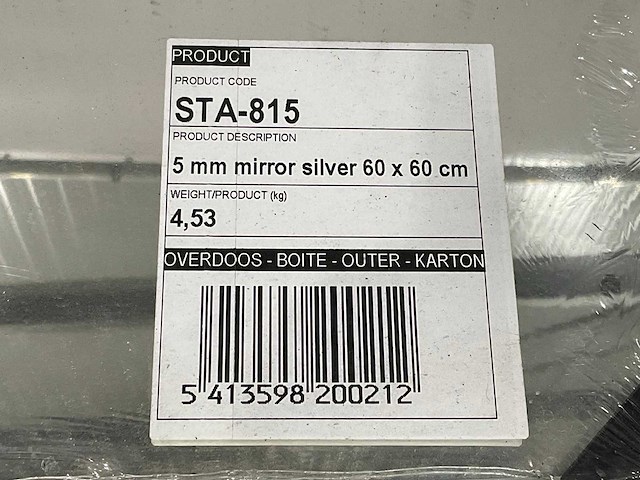 PRODUCT
PRODUCT CODE
STA-815
PRODUCT DESCRIPTION
5 mm mirror silver 60 x 60 cm
WEIGHT/PRODUCT (kg)
4,53
OVERDOOS - BOITE - OUTER - KARTON
5 413598 200212